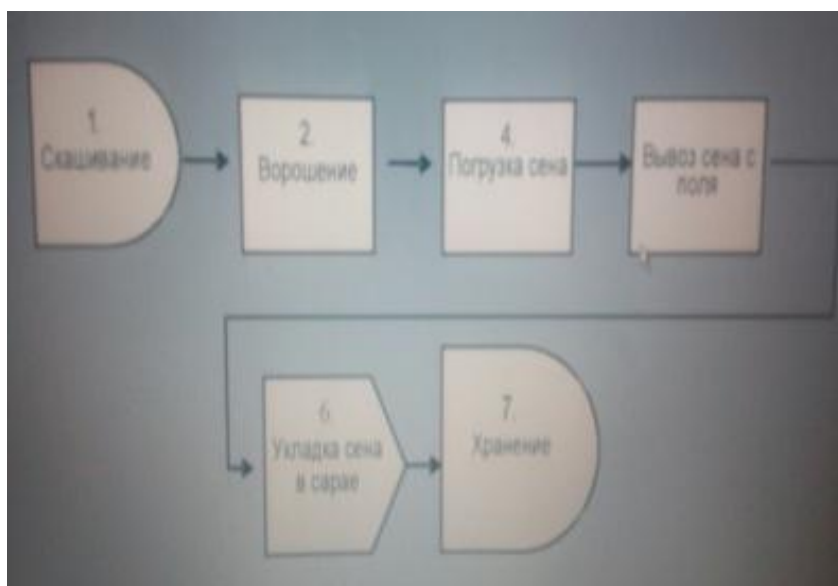 1.
Скашивание
2.
Ворошение
4.
Погрузка сена
Вывоз сена с
поля
6.
Укладка сена
в сарае
7.
Хранение